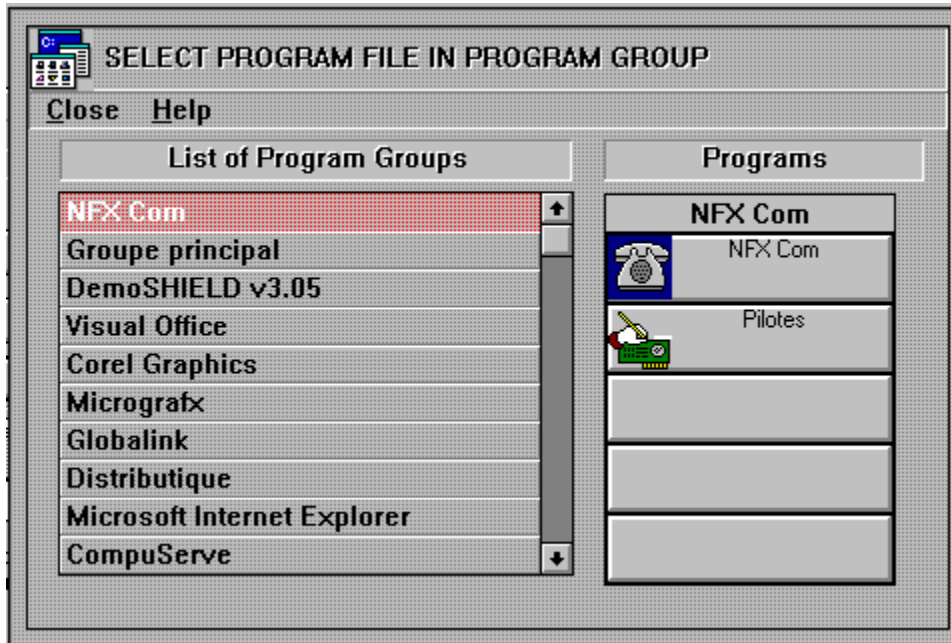 C:
SELECT PROGRAM FILE IN PROGRAM GROUP
Close Help
List of Program Groups
NFX Com
Groupe principal
DemoSHIELD v3.05
Visual Office
Corel Graphics
Micrografx
Globalink
Distributique
Microsoft Internet Explorer
CompuServe
Programs
NFX Com
NFX Com
Pilotes